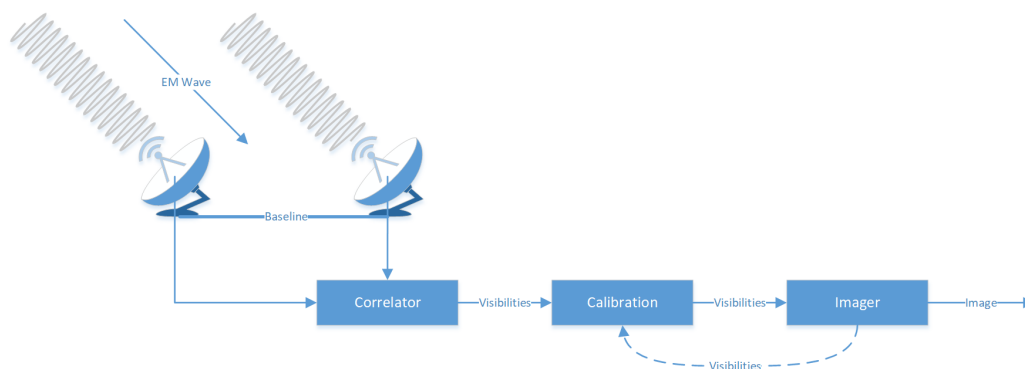 EM Wave
Baseline
Correlator
Visibilities
Calibration
Visibilities
Imager
Image
Visibilities